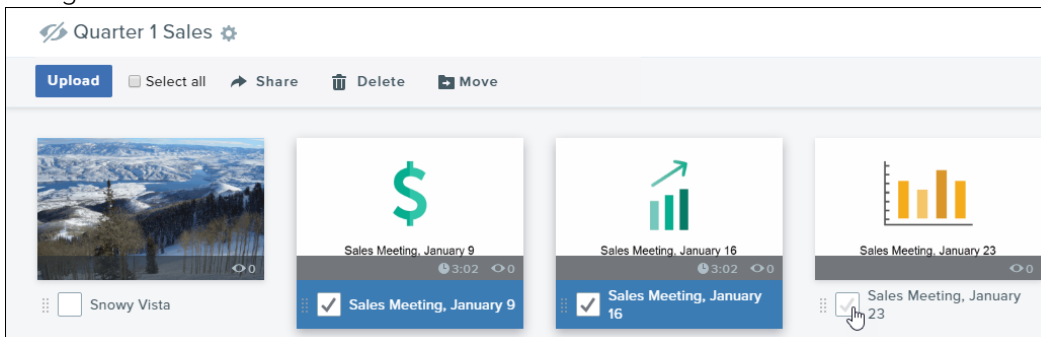 Quarter 1 Sales
Upload Select all Share Delete Move
Sales Meeting, January 9
Sales Meeting, January 16
Sales Meeting, January 23
0
3:02 0
3:02 0
0
Snowy Vista
Sales Meeting, January 9
Sales Meeting, January
16
Sales Meeting, January
23